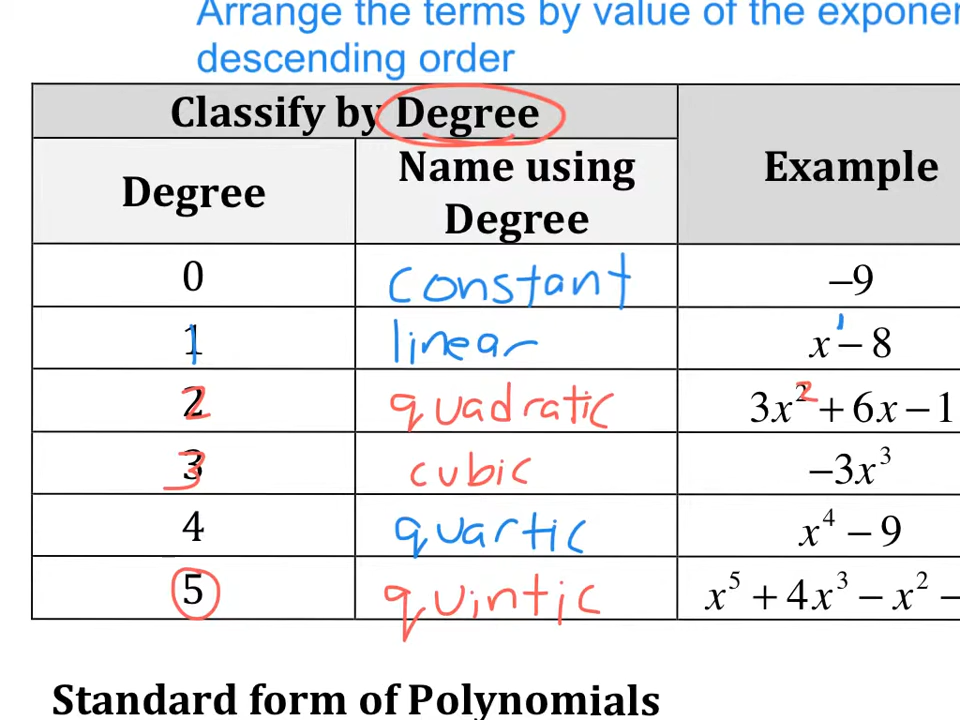 Arrange the terms by value of the
descending order
Classify by Degree
Degree
Name using
Degree
Example
0 constant −9
1 linear x¹ − 8
2 quadratic 3x² + 6x − 1
3 cubic −3x³
4 quartic x⁴ − 9
5 quintic x⁵ + 4x³ − x² −
Standard form of Polynomials